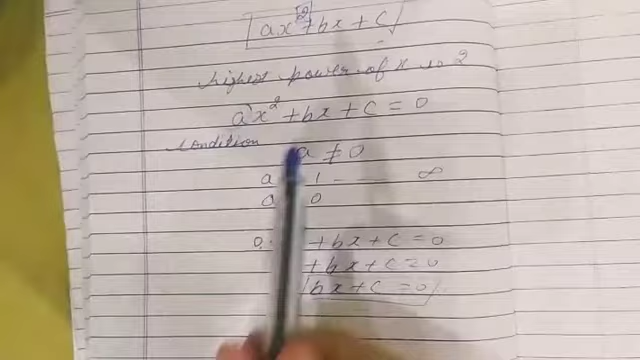 ax² + bx + c
highest power of x is 2
ax² + bx + c = 0
condition a ≠ 0
a 1 - - ∞
a 0
0. + bx + c = 0
+ bx + c = 0
bx + c = 0